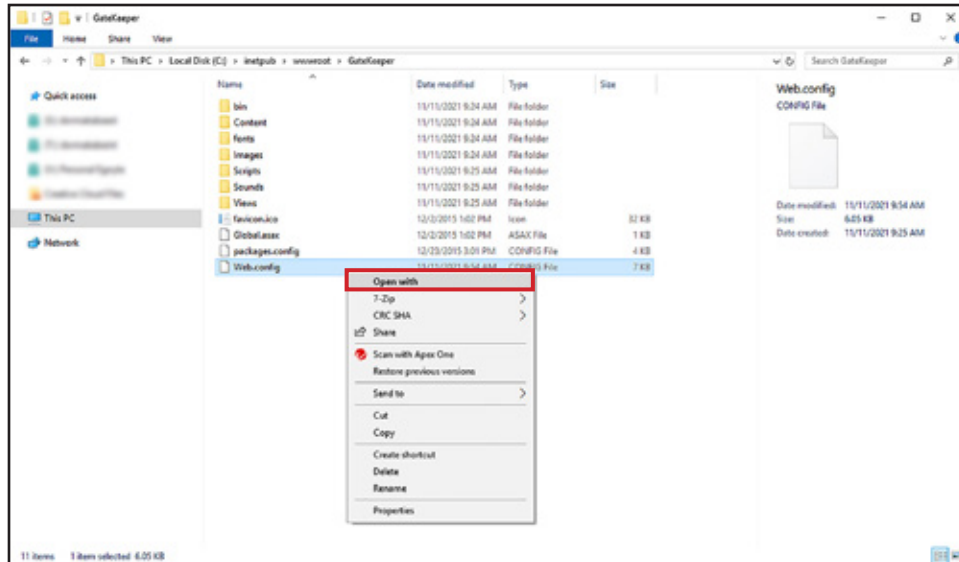 GateKeeper
File Home Share View
This PC > Local Disk (C:) > inetpub > wwwroot > GateKeeper
Search GateKeeper
Name Date modified Type Size
Quick access
This PC
Network
bin 11/11/2021 9:24 AM File folder
Content 11/11/2021 9:24 AM File folder
fonts 11/11/2021 9:24 AM File folder
Images 11/11/2021 9:24 AM File folder
Scripts 11/11/2021 9:25 AM File folder
Sounds 11/11/2021 9:25 AM File folder
Views 11/11/2021 9:25 AM File folder
favicon.ico 12/2/2015 1:02 PM Icon 32 KB
Global.asax 12/2/2015 1:02 PM ASAX File 1 KB
packages.config 12/23/2015 3:01 PM CONFIG File 4 KB
Web.config 11/11/2021 9:54 AM CONFIG File 7 KB
Open with
7-Zip
CRC SHA
Share
Scan with Apex One
Restore previous versions
Send to
Cut
Copy
Create shortcut
Delete
Rename
Properties
Web.config
CONFIG File
Date modified: 11/11/2021 9:54 AM
Size: 6.05 KB
Date created: 11/11/2021 9:25 AM
11 items 1 item selected 6.05 KB